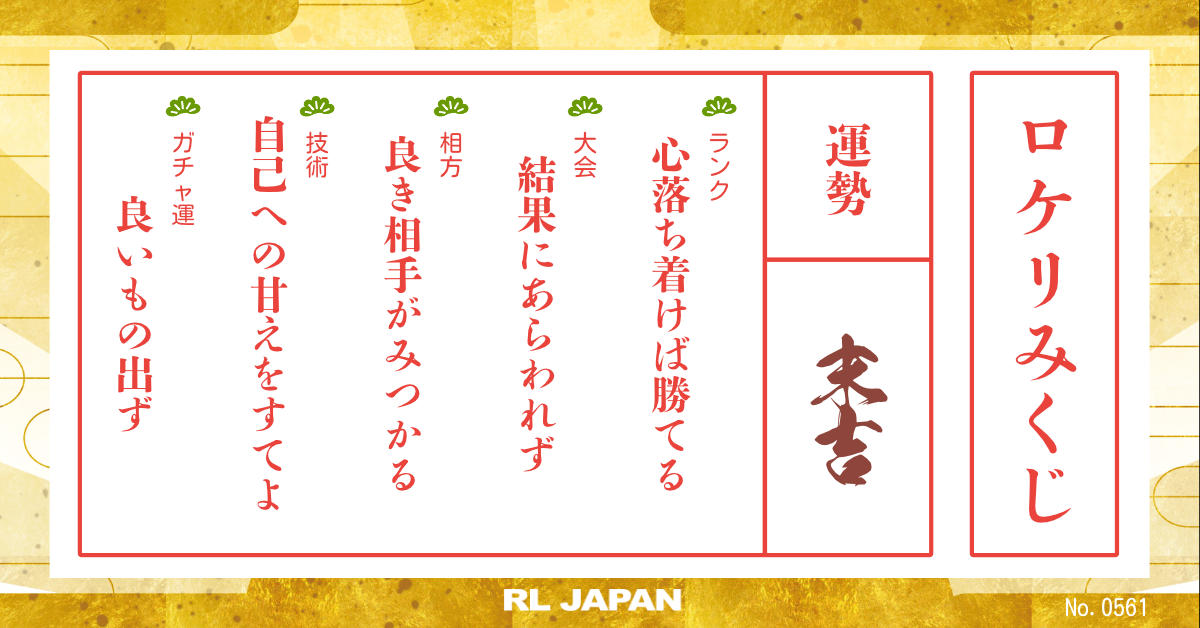 ロケリみくじ
運勢
末吉
ランク
心落ち着けば勝てる
大会
結果にあらわれず
相方
良き相手がみつかる
技術
自己への甘えをすてよ
ガチャ運
良いもの出ず
RL JAPAN
No. 0561